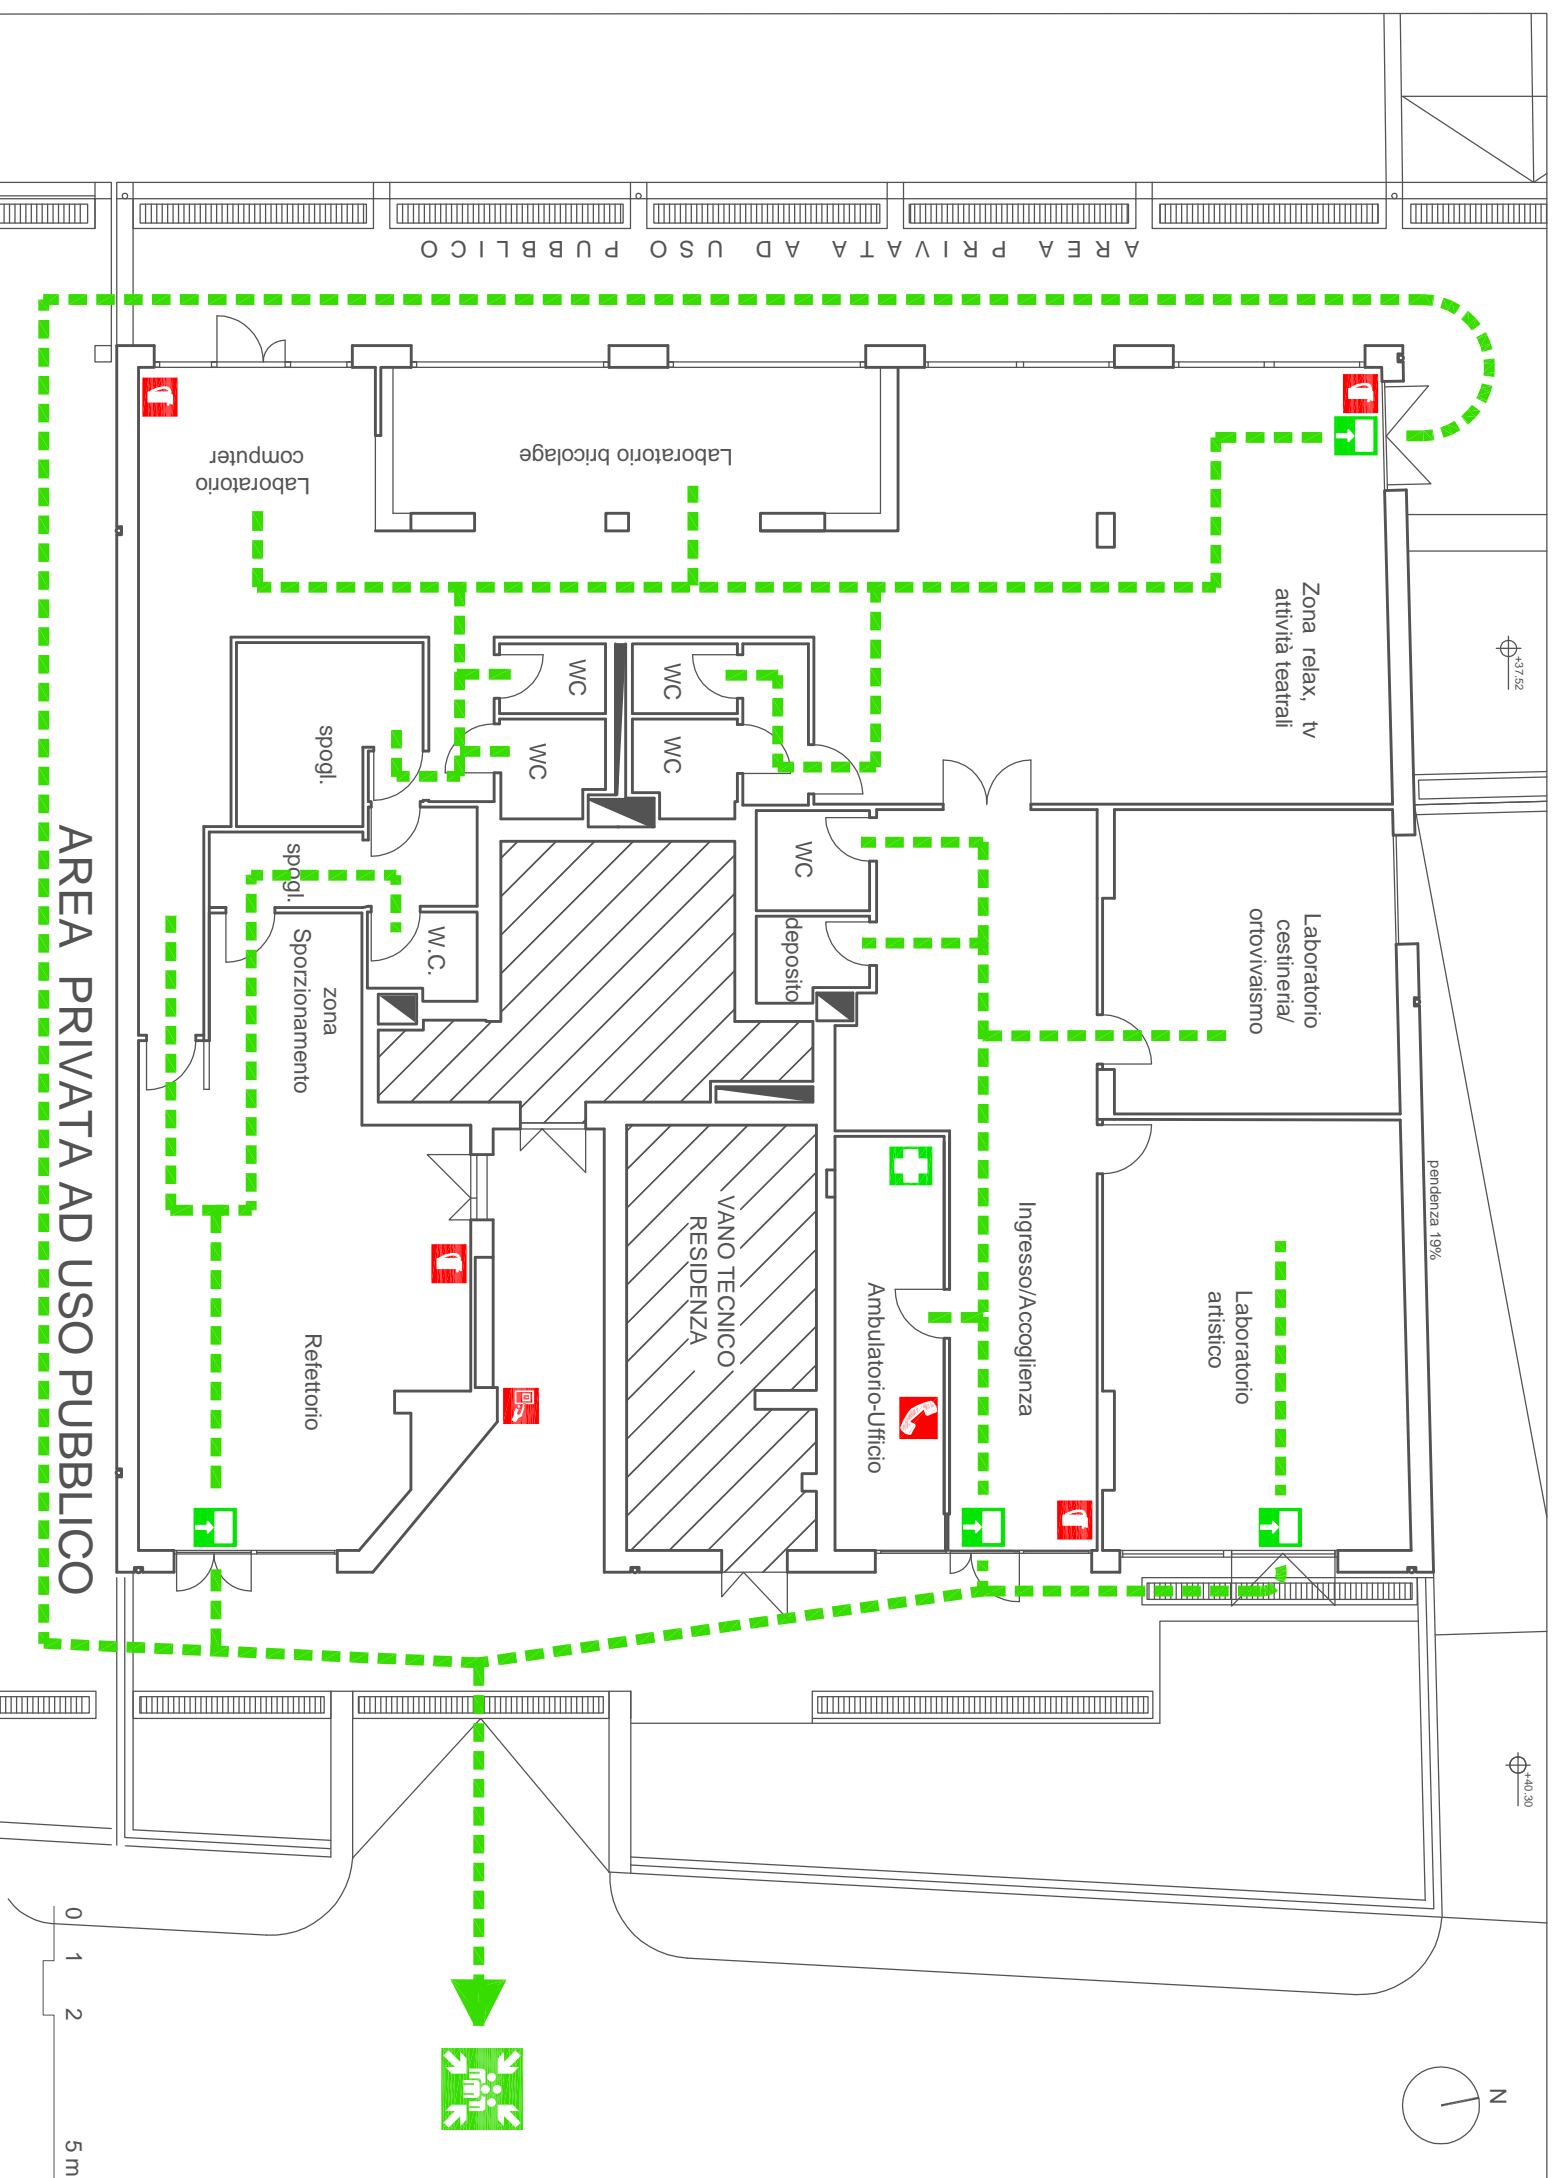 AREA PRIVATA AD USO PUBBLICO
Laboratorio
computer
Laboratorio bricolage
Zona relax, tv
attività teatrali
+37.52
WC
WC
WC
WC
spogl.
spogl.
WC
deposito
W.C.
zona
Sporzionamento
Laboratorio
cestineria/
ortovivaismo
pendenza 19%
VANO TECNICO
RESIDENZA
Ambulatorio-Ufficio
Ingresso/Accoglienza
Laboratorio
artistico
Refettorio
AREA PRIVATA AD USO PUBBLICO
+40.30
0 1 2 5 m
N